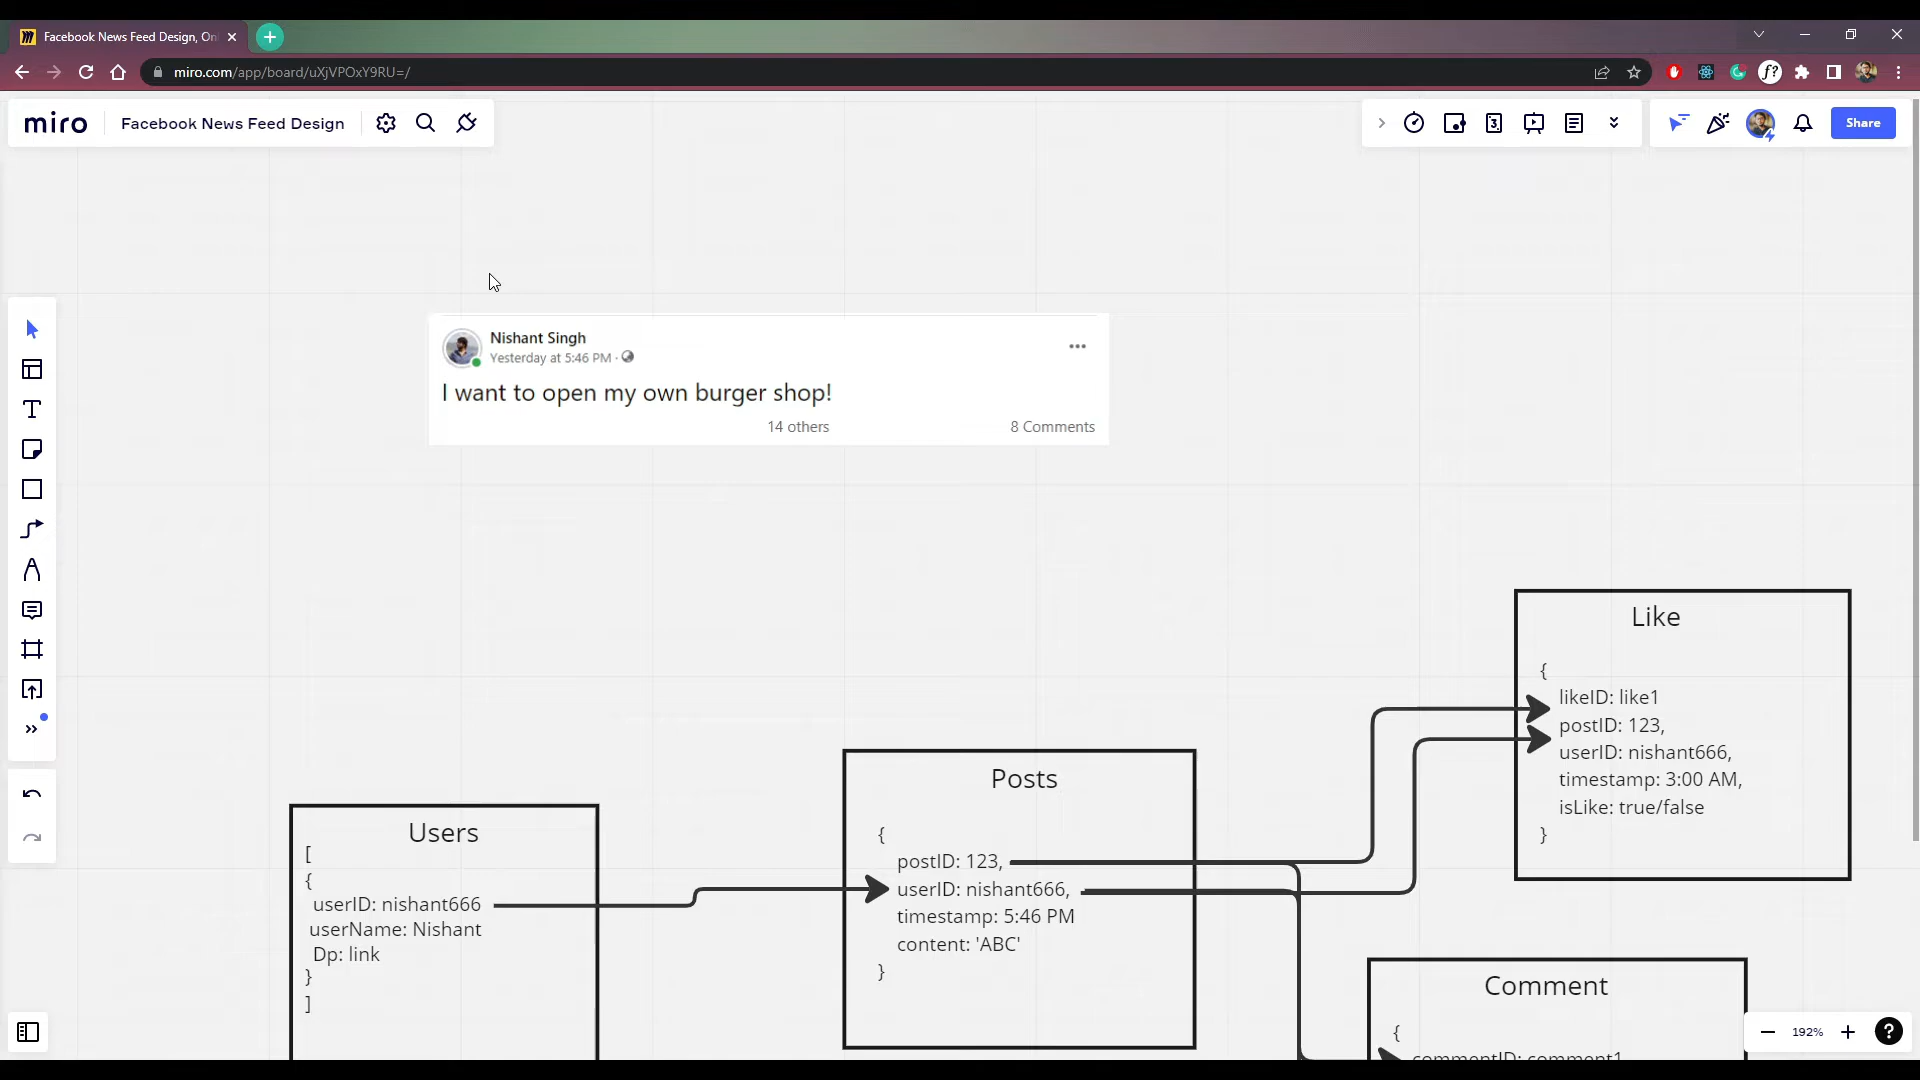 Facebook News Feed Design, Onl
miro.com/app/board/uXjVPOxY9RU=/
miro
Facebook News Feed Design
Share
Nishant Singh
Yesterday at 5:46 PM ·
I want to open my own burger shop!
14 others
8 Comments
Like
{
likeID: like1
postID: 123,
userID: nishant666,
timestamp: 3:00 AM,
isLike: true/false
}
Posts
{
postID: 123,
userID: nishant666,
timestamp: 5:46 PM
content: 'ABC'
}
Users
[
{
userID: nishant666
userName: Nishant
Dp: link
}
]
Comment
{
commentID: comment1
192%